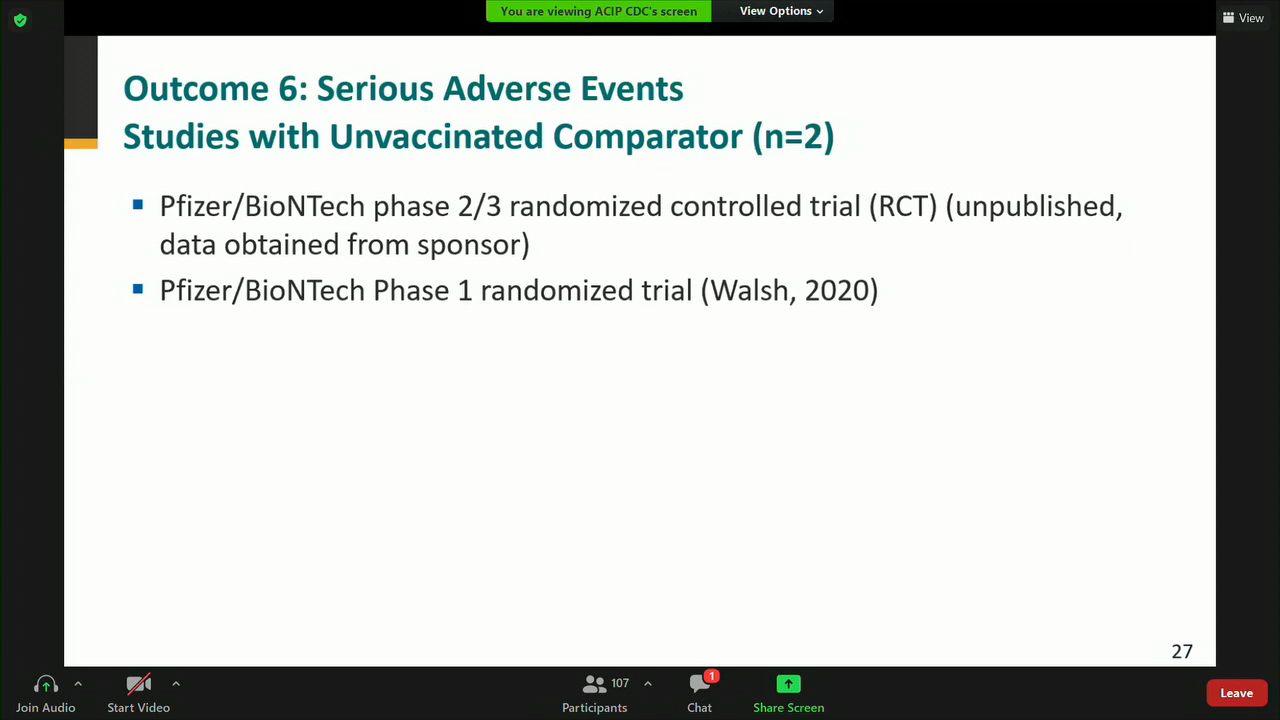 You are viewing ACIP CDC's screen
View Options
View
Outcome 6: Serious Adverse Events
Studies with Unvaccinated Comparator (n=2)
Pfizer/BioNTech phase 2/3 randomized controlled trial (RCT) (unpublished,
data obtained from sponsor)
Pfizer/BioNTech Phase 1 randomized trial (Walsh, 2020)
27
Join Audio
Start Video
107
Participants
1
Chat
Share Screen
Leave